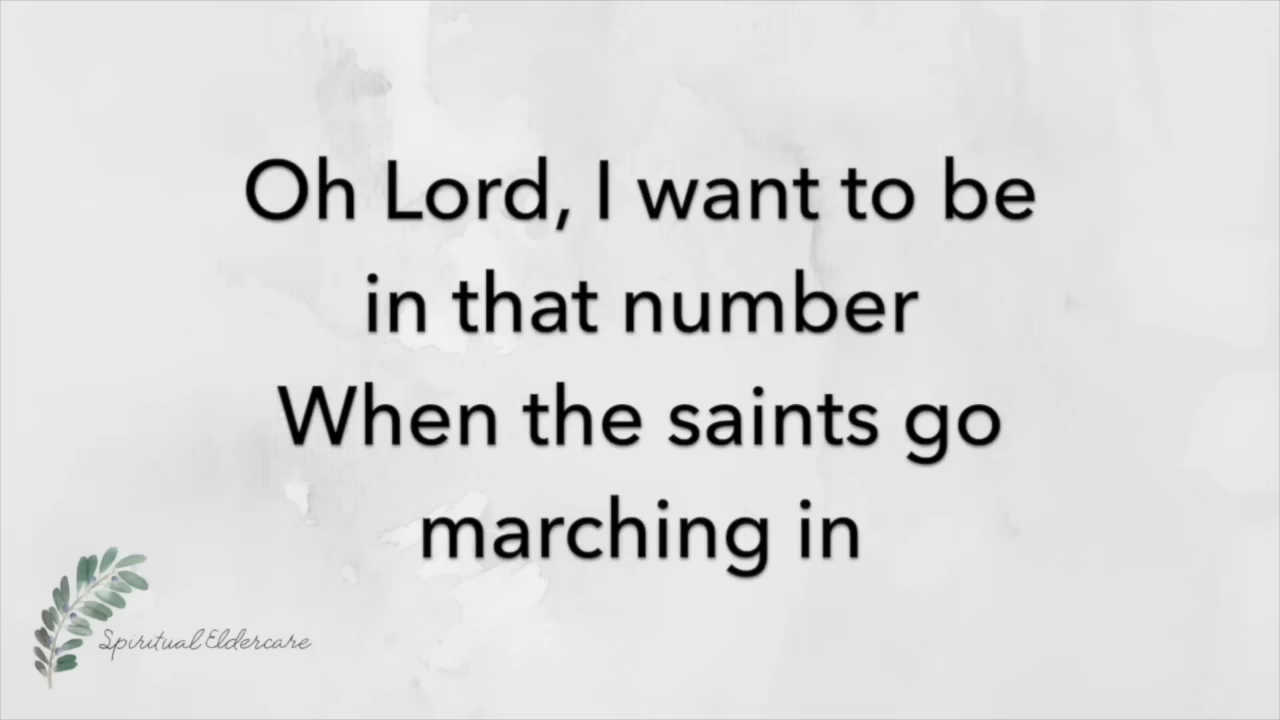 Oh Lord, I want to be
in that number
When the saints go
marching in
Spiritual Eldercare